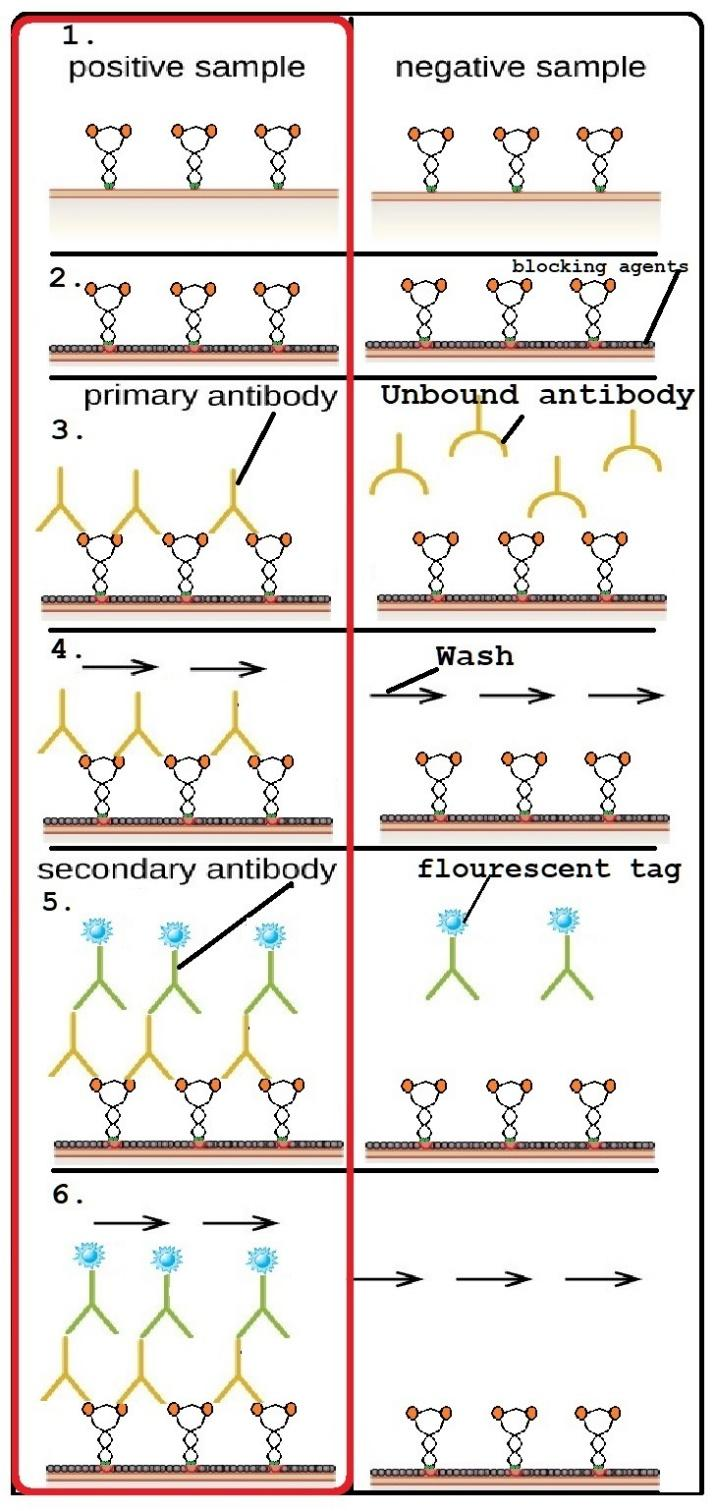 1.
positive sample
negative sample
2.
blocking agents
primary antibody
Unbound antibody
3.
4.
Wash
secondary antibody
flourescent tag
5.
6.